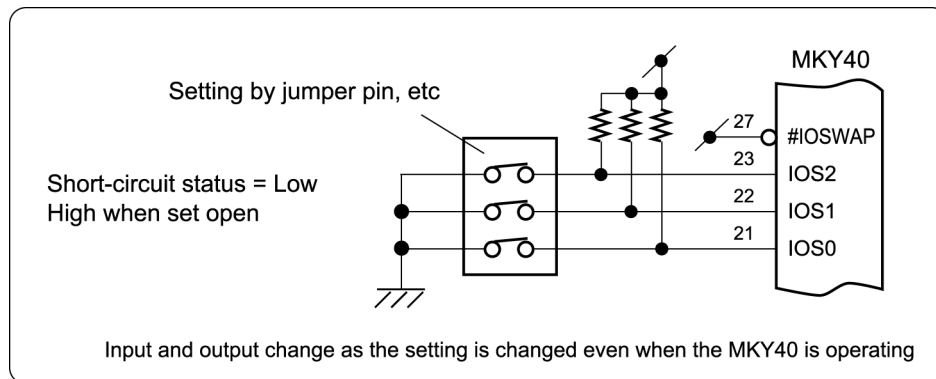 MKY40
Setting by jumper pin, etc
27
#IOSWAP
23
IOS2
Short-circuit status = Low
High when set open
22
IOS1
21
IOS0
Input and output change as the setting is changed even when the MKY40 is operating